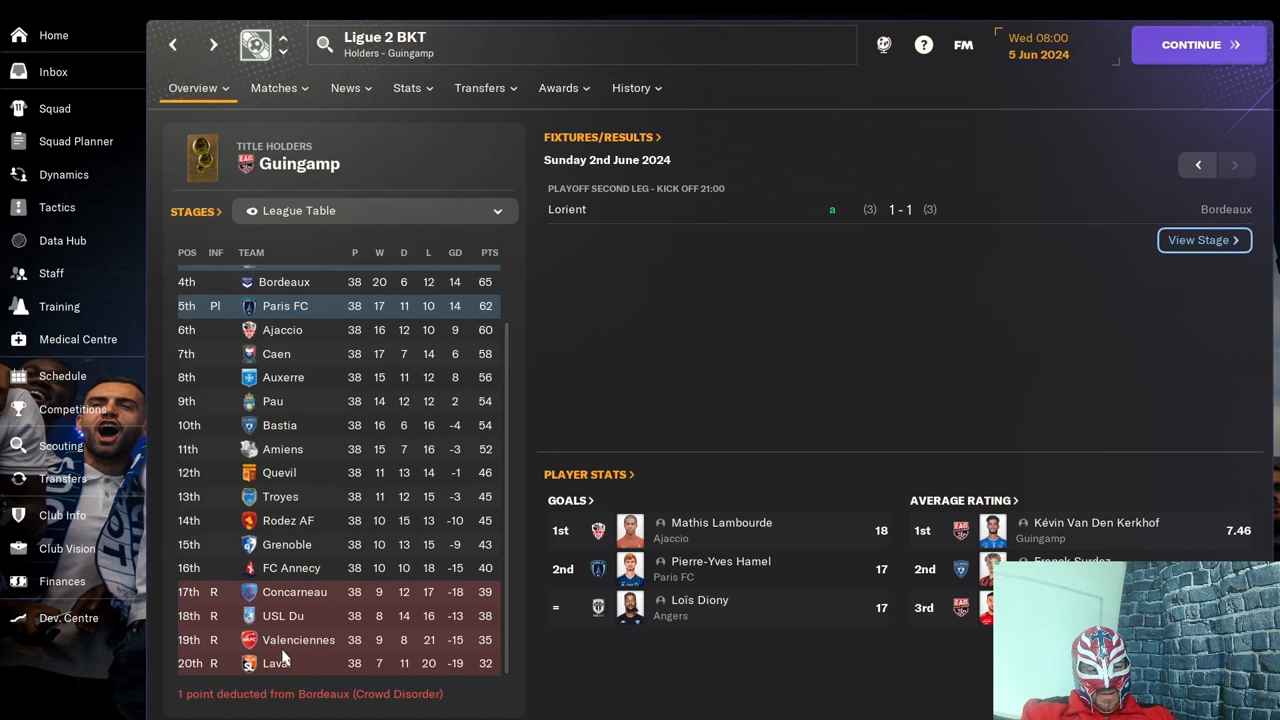 Home
Inbox
Squad
Squad Planner
Dynamics
Tactics
Data Hub
Staff
Training
Medical Centre
Schedule
Competitions
Scouting
Transfers
Club Info
Club Vision
Finances
Dev. Centre
Ligue 2 BKT
Holders - Guingamp
FM
Wed 08:00
5 Jun 2024
CONTINUE
Overview Matches News Stats Transfers Awards History
TITLE HOLDERS
Guingamp
STAGES League Table
POS INF TEAM P W D L GD PTS
4th Bordeaux 38 20 6 12 14 65
5th Pl Paris FC 38 17 11 10 14 62
6th Ajaccio 38 16 12 10 9 60
7th Caen 38 17 7 14 6 58
8th Auxerre 38 15 11 12 8 56
9th Pau 38 14 12 12 2 54
10th Bastia 38 16 6 16 -4 54
11th Amiens 38 15 7 16 -3 52
12th Quevil 38 11 13 14 -1 46
13th Troyes 38 11 12 15 -3 45
14th Rodez AF 38 10 15 13 -10 45
15th Grenoble 38 10 13 15 -9 43
16th FC Annecy 38 10 10 18 -15 40
17th R Concarneau 38 9 12 17 -18 39
18th R USL Du 38 8 14 16 -13 38
19th R Valenciennes 38 9 8 21 -15 35
20th R Laval 38 7 11 20 -19 32
1 point deducted from Bordeaux (Crowd Disorder)
FIXTURES/RESULTS
Sunday 2nd June 2024
PLAYOFF SECOND LEG - KICK OFF 21:00
Lorient a (3) 1 - 1 (3) Bordeaux
View Stage
PLAYER STATS
GOALS
1st Mathis Lambourde 18
Ajaccio
2nd Pierre-Yves Hamel 17
Paris FC
= Loïs Diony 17
Angers
AVERAGE RATING
1st Kévin Van Den Kerkhof 7.46
Guingamp
2nd
3rd